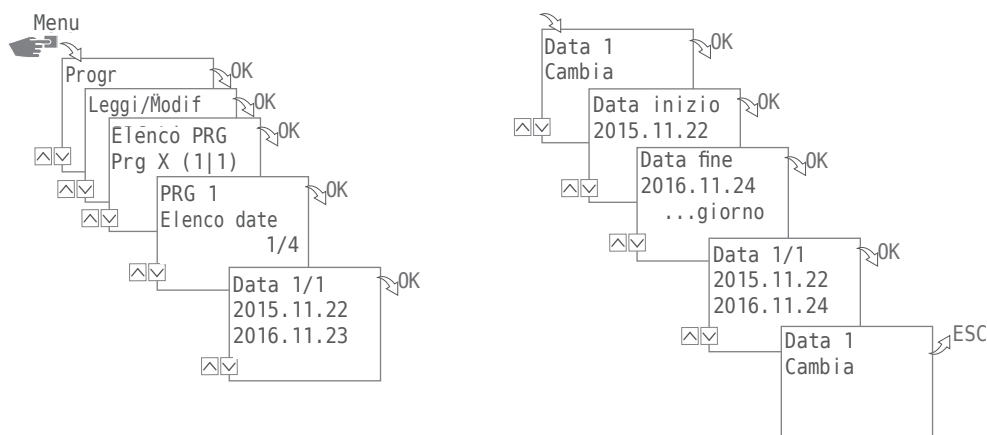 Menu
Progr
OK
Leggi/Modif
OK
Elenco PRG
Prg X (1|1)
OK
PRG 1
Elenco date
1/4
OK
Data 1/1
2015.11.22
2016.11.23
OK
Data 1
Cambia
OK
Data inizio
2015.11.22
OK
Data fine
2016.11.24
...giorno
OK
Data 1/1
2015.11.22
2016.11.24
OK
Data 1
Cambia
ESC